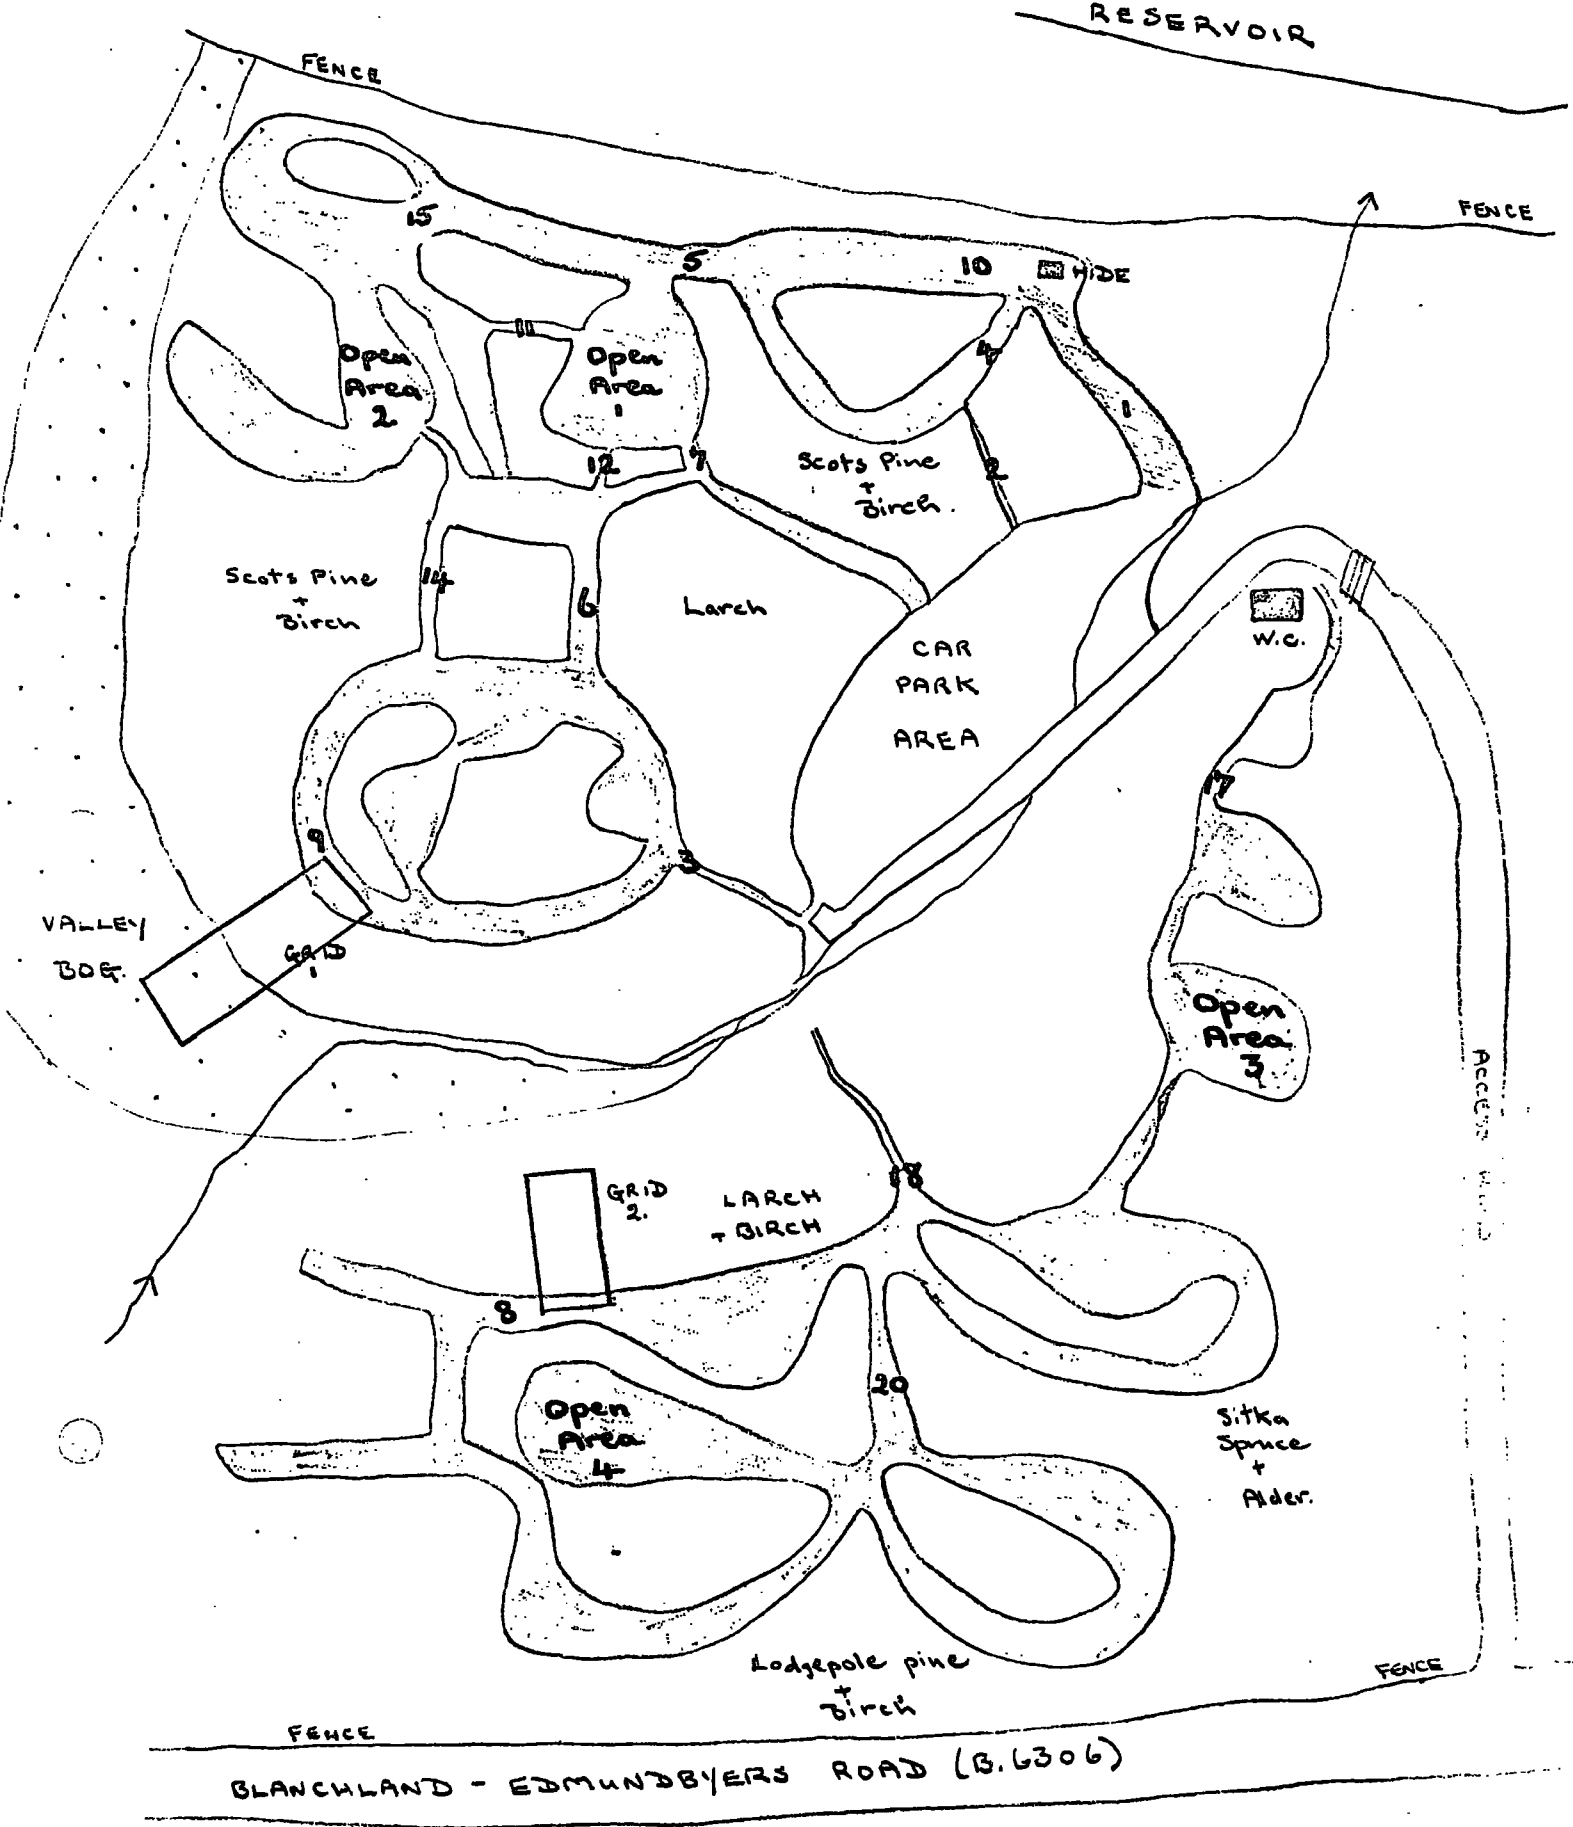 RESERVOIR
FENCE
FENCE
15
5
10
HIDE
11
Open
Area
2.
Open
Area
1
4
1
12
7
Scots Pine
+
Birch.
2
Scots Pine
+
Birch
14
6
Larch
CAR
PARK
AREA
W.C.
17
9
3
VALLEY
BOG.
GRID
1
Open
Area
3
ACCESS
18
GRID
2.
LARCH
+ BIRCH
8
20
Open
Area
4
Sitka
Spruce
+
Alder.
Lodgepole pine
+
Birch
FENCE
FENCE
BLANCHLAND - EDMUNDBYERS ROAD (B.6306)